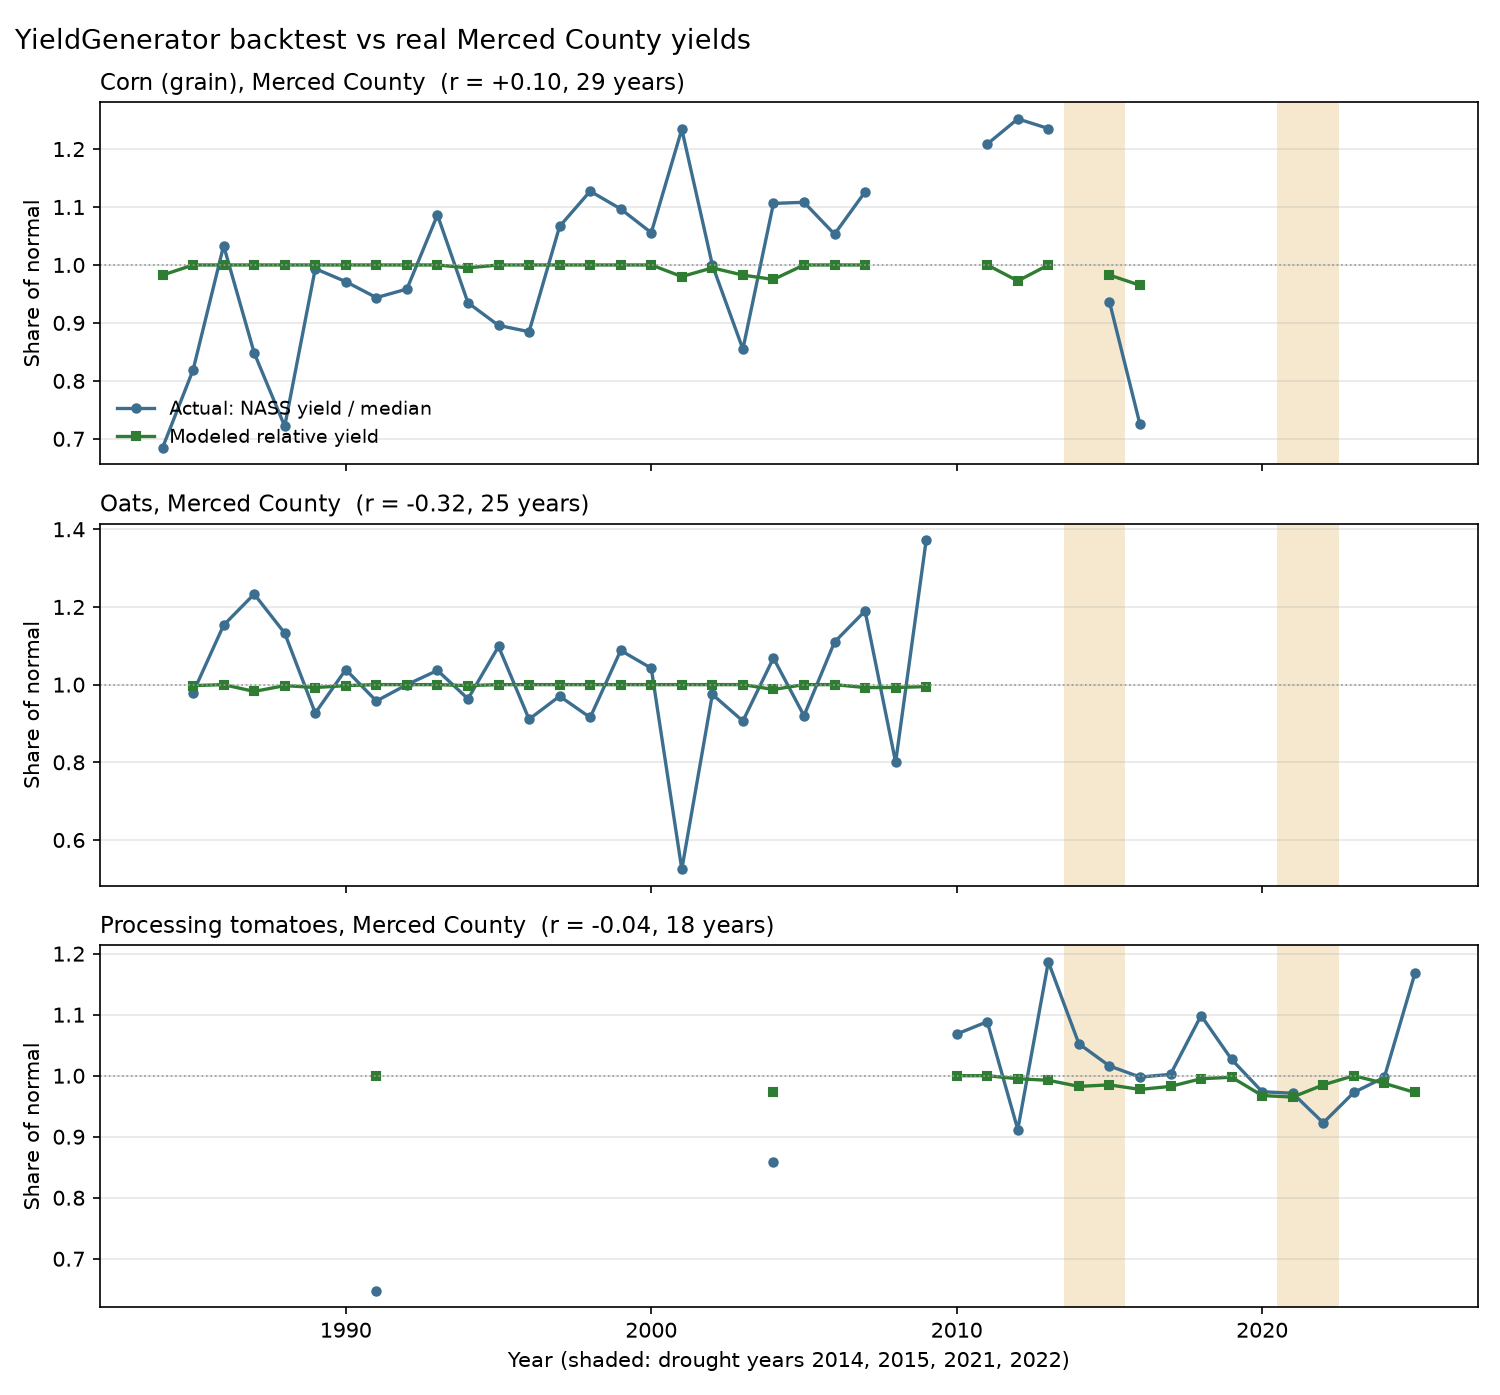 YieldGenerator backtest vs real Merced County yields
Corn (grain), Merced County  (r = +0.10, 29 years)
1.2
1.1
1.0
0.9
0.8
0.7
Share of normal
Actual: NASS yield / median
Modeled relative yield
Oats, Merced County  (r = -0.32, 25 years)
1.4
1.2
1.0
0.8
0.6
Share of normal
Processing tomatoes, Merced County  (r = -0.04, 18 years)
1.2
1.1
1.0
0.9
0.8
0.7
Share of normal
1990 2000 2010 2020
Year (shaded: drought years 2014, 2015, 2021, 2022)